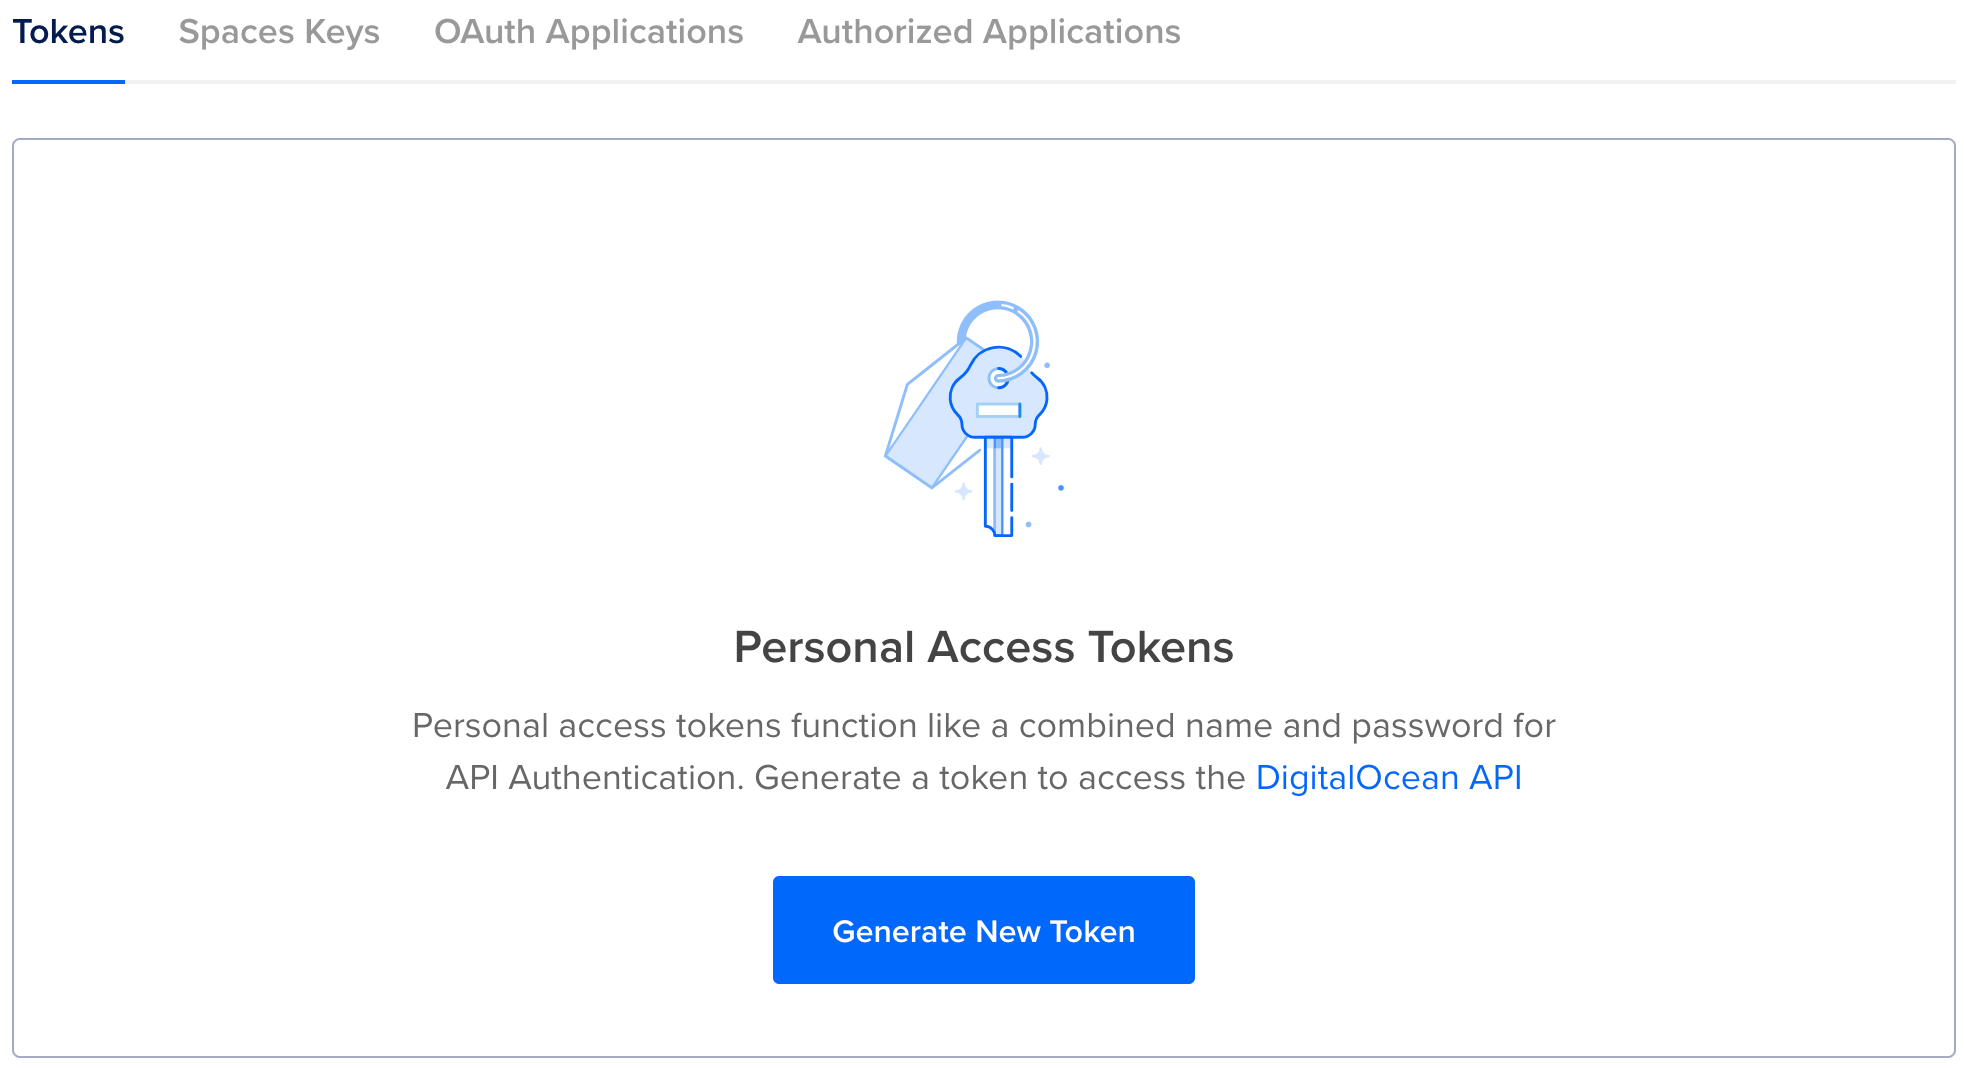 Tokens Spaces Keys OAuth Applications Authorized Applications
Personal Access Tokens
Personal access tokens function like a combined name and password for
API Authentication. Generate a token to access the DigitalOcean API
Generate New Token